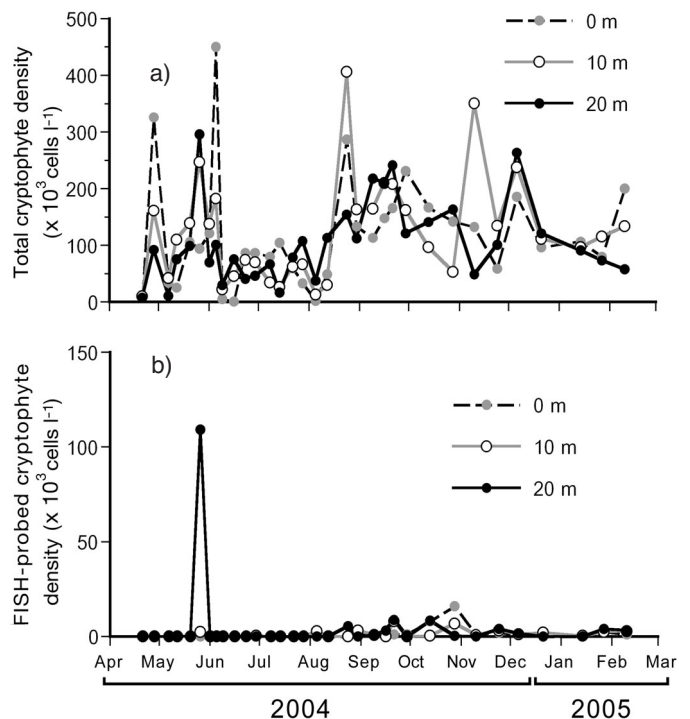 500
400
300
200
100
0
Total cryptophyte density
(x 10³ cells l⁻¹)
a)
0 m
10 m
20 m
150
100
50
0
FISH-probed cryptophyte
density (x 10³ cells l⁻¹)
b)
0 m
10 m
20 m
Apr May Jun Jul Aug Sep Oct Nov Dec Jan Feb Mar
2004 2005